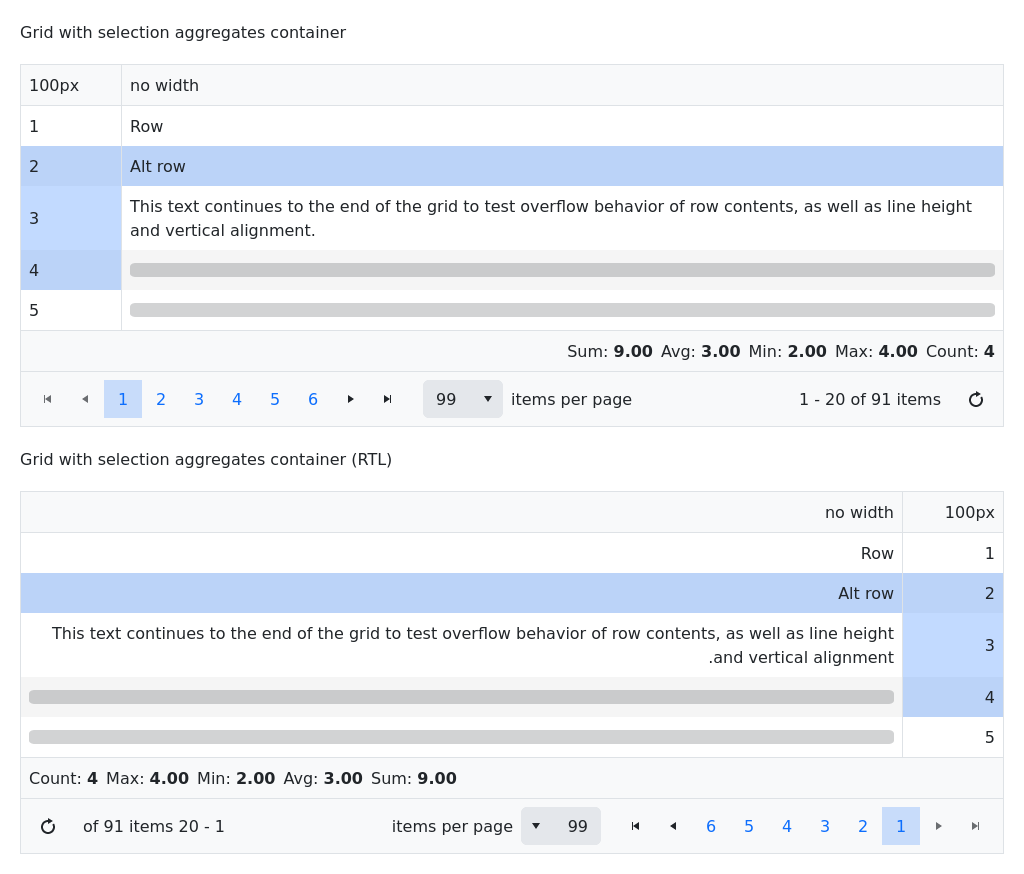 Grid with selection aggregates container
100px no width
1 Row
2 Alt row
3 This text continues to the end of the grid to test overflow behavior of row contents, as well as line height
and vertical alignment.
4
5
Sum: 9.00 Avg: 3.00 Min: 2.00 Max: 4.00 Count: 4
1 2 3 4 5 6 99 items per page 1 - 20 of 91 items
Grid with selection aggregates container (RTL)
no width 100px
Row 1
Alt row 2
This text continues to the end of the grid to test overflow behavior of row contents, as well as line height 3
.and vertical alignment
4
5
Count: 4 Max: 4.00 Min: 2.00 Avg: 3.00 Sum: 9.00
of 91 items 20 - 1 items per page 99 6 5 4 3 2 1